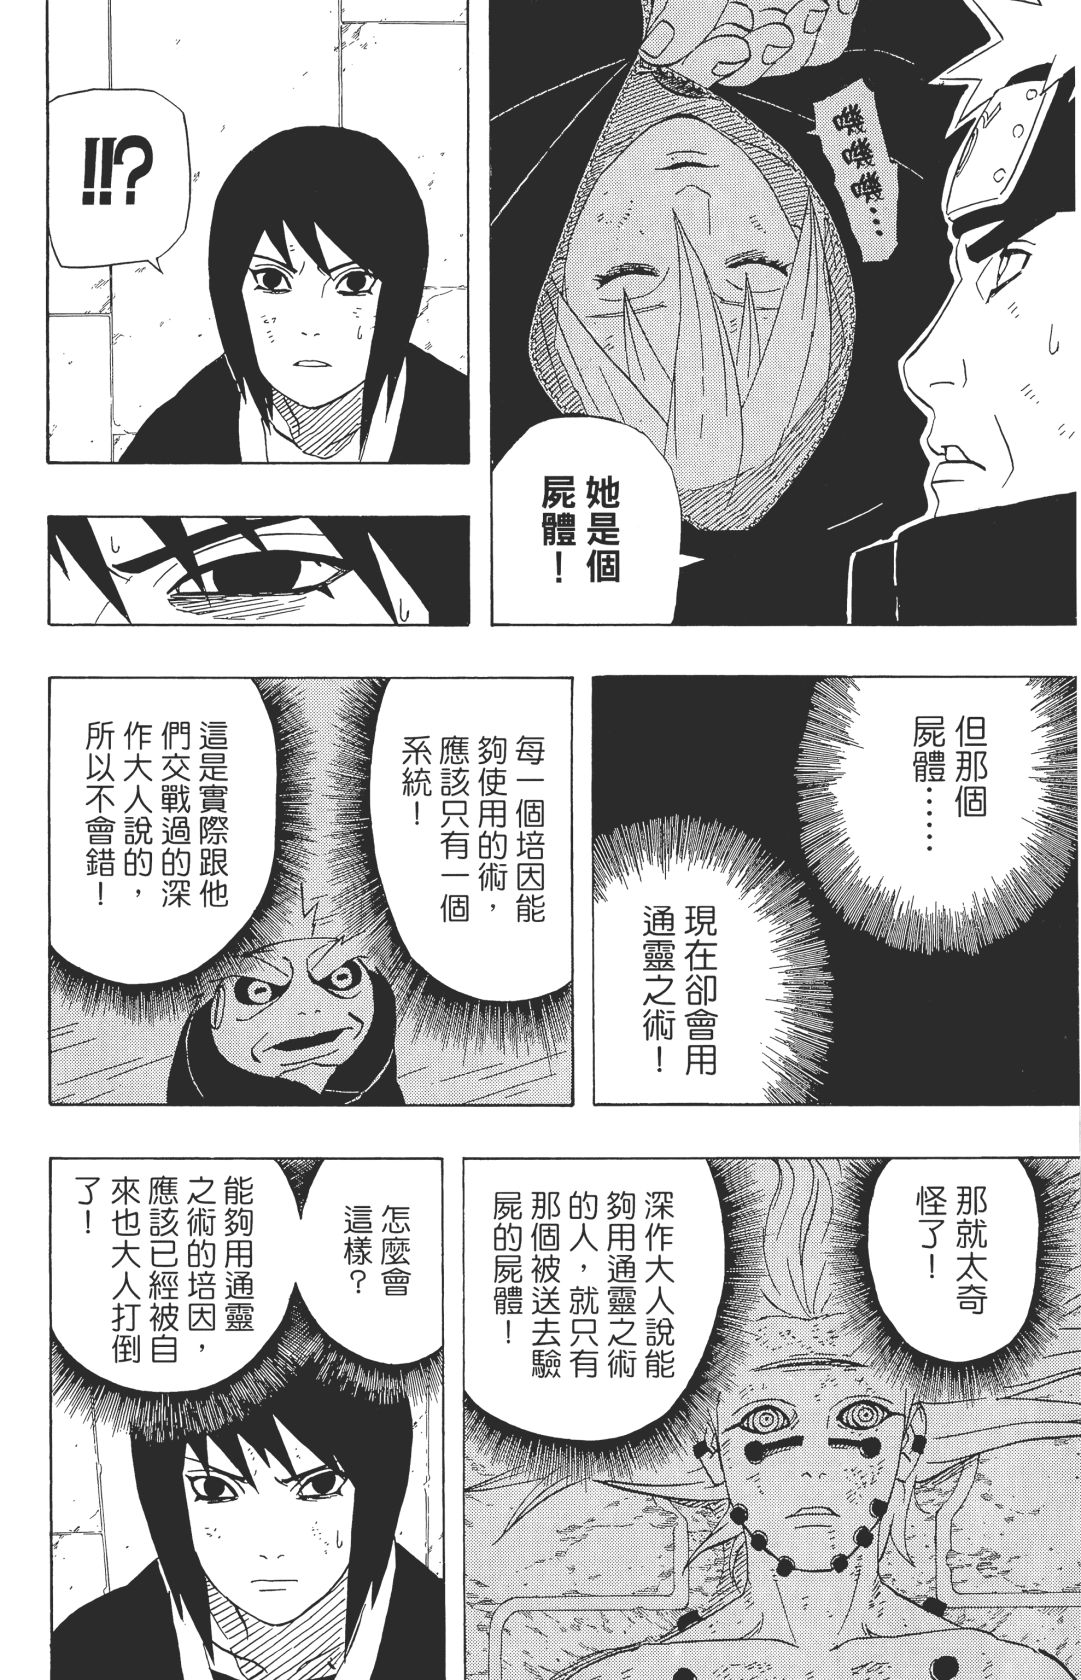 嘰嘰嘰…
她是個
屍體！
!!?
但那個
屍體……
現在卻會用
通靈之術！
每一個培因能
夠使用的術，
應該只有一個
系統！
這是實際跟他
們交戰過的深
作大人說的，
所以不會錯！
那就太奇
怪了！
深作大人說能
夠用通靈之術
的人，就只有
那個被送去驗
屍的屍體！
怎麼會
這樣？
能夠用通靈
之術的培因，
應該已經被自
來也大人打倒
了！